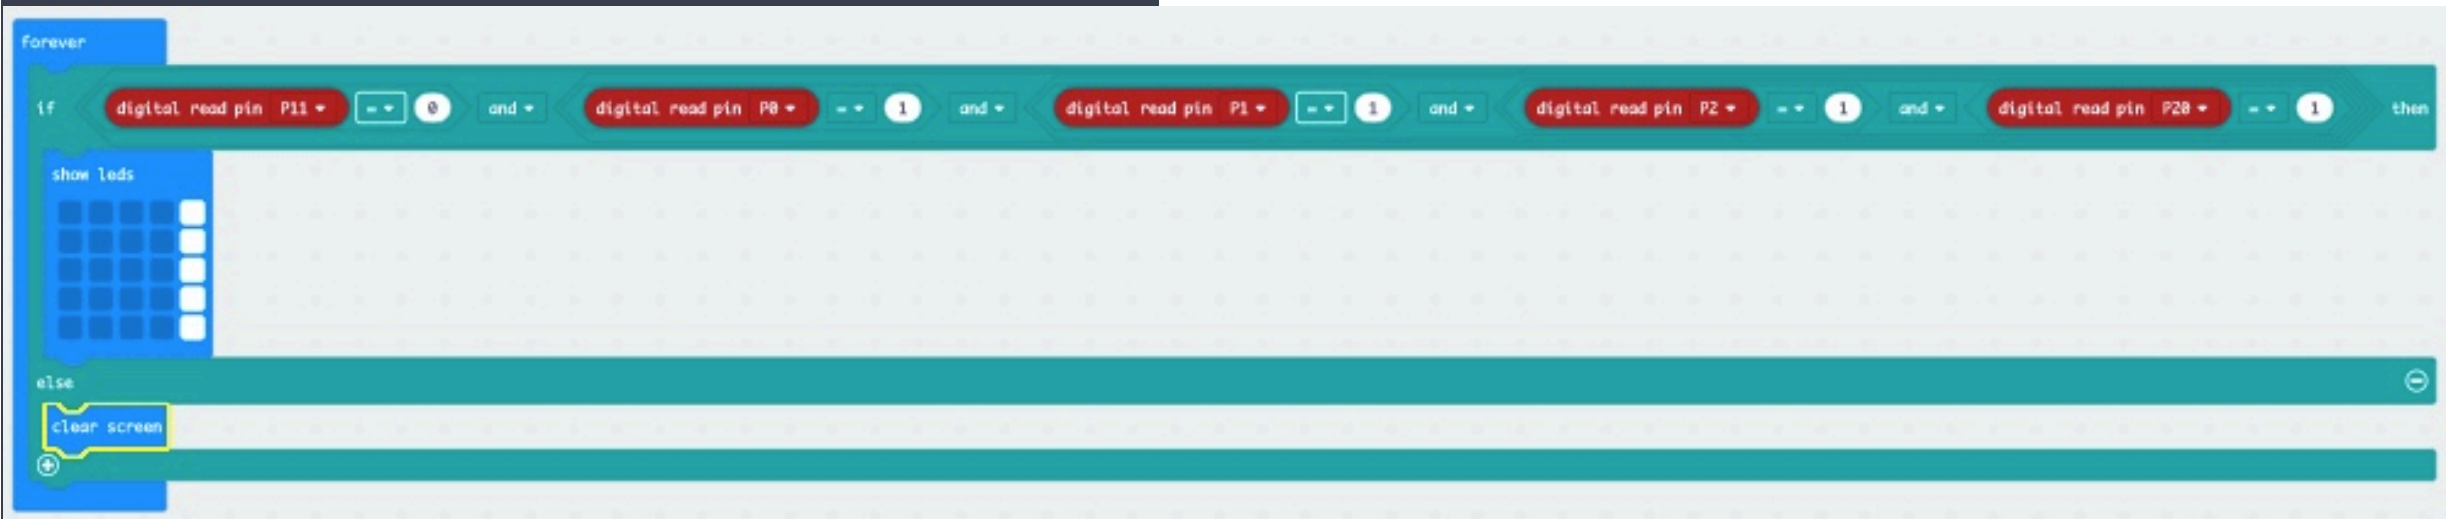 forever
if digital read pin P11 = 0 and digital read pin P0 = 1 and digital read pin P1 = 1 and digital read pin P2 = 1 and digital read pin P20 = 1 then
show leds
else
clear screen